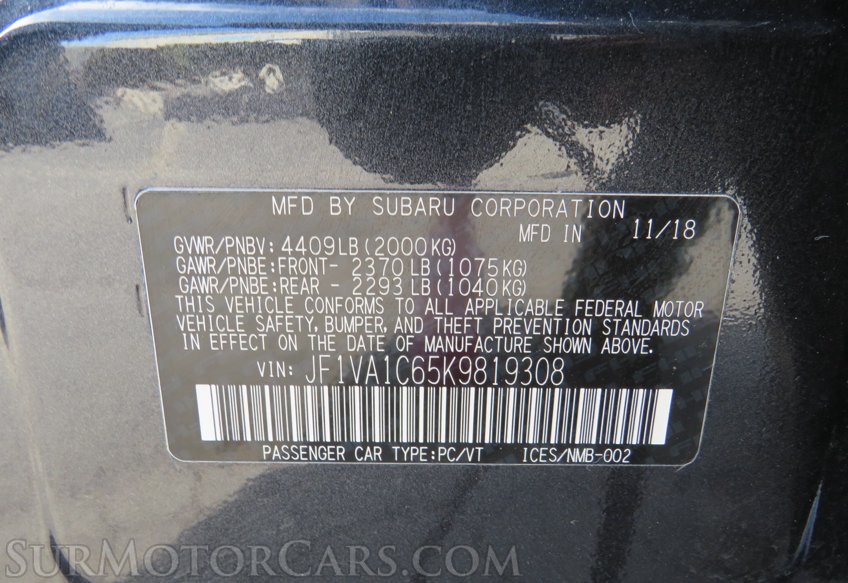 MFD BY SUBARU CORPORATION
MFD IN 11/18
GVWR/PNBV: 4409LB(2000KG)
GAWR/PNBE:FRONT- 2370LB(1075KG)
GAWR/PNBE:REAR - 2293LB(1040KG)
THIS VEHICLE CONFORMS TO ALL APPLICABLE FEDERAL MOTOR
VEHICLE SAFETY, BUMPER, AND THEFT PREVENTION STANDARDS
IN EFFECT ON THE DATE OF MANUFACTURE SHOWN ABOVE.
VIN: JF1VA1C65K9819308
PASSENGER CAR TYPE:PC/VT ICES/NMB-002
SURMOTORCARS.COM